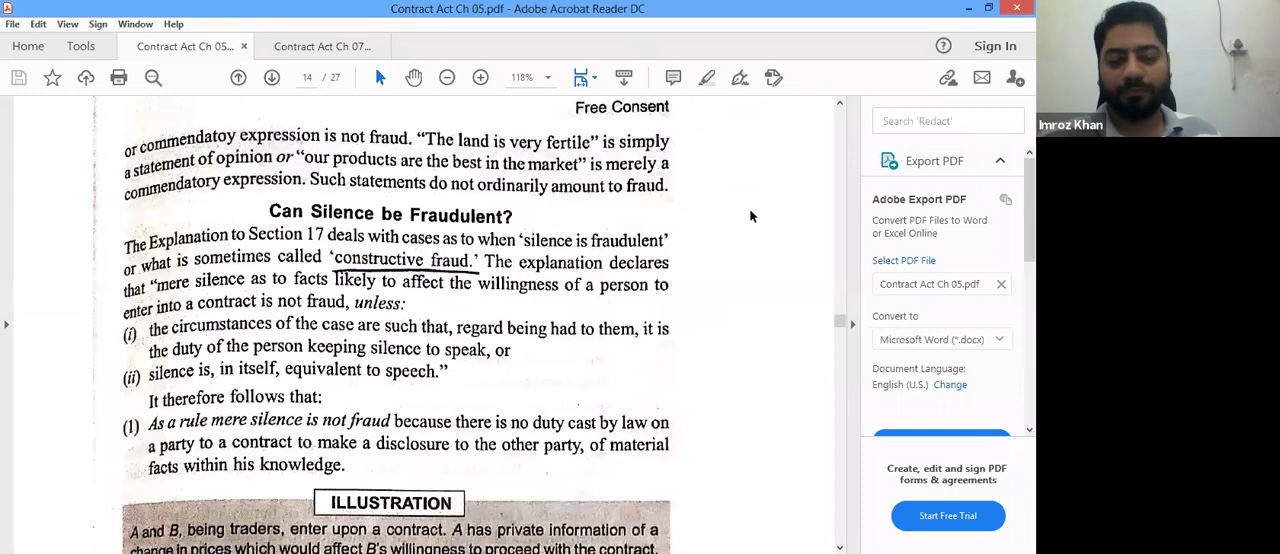 Contract Act Ch 05.pdf - Adobe Acrobat Reader DC
File Edit View Sign Window Help
Home Tools Contract Act Ch 05... × Contract Act Ch 07... Sign In
14 / 27 118%
Free Consent
or commendatoy expression is not fraud. “The land is very fertile” is simply
a statement of opinion or “our products are the best in the market” is merely a
commendatory expression. Such statements do not ordinarily amount to fraud.
Can Silence be Fraudulent?
The Explanation to Section 17 deals with cases as to when ‘silence is fraudulent’
or what is sometimes called ‘constructive fraud.’ The explanation declares
that “mere silence as to facts likely to affect the willingness of a person to
enter into a contract is not fraud, unless:
(i) the circumstances of the case are such that, regard being had to them, it is
the duty of the person keeping silence to speak, or
(ii) silence is, in itself, equivalent to speech.”
It therefore follows that:
(1) As a rule mere silence is not fraud because there is no duty cast by law on
a party to a contract to make a disclosure to the other party, of material
facts within his knowledge.
ILLUSTRATION
A and B, being traders, enter upon a contract. A has private information of a
change in prices which would affect B's willingness to proceed with the contract.
Search 'Redact'
Export PDF
Adobe Export PDF
Convert PDF Files to Word
or Excel Online
Select PDF File
Contract Act Ch 05.pdf
Convert to
Microsoft Word (*.docx)
Document Language:
English (U.S.) Change
Create, edit and sign PDF
forms & agreements
Start Free Trial
Imroz Khan